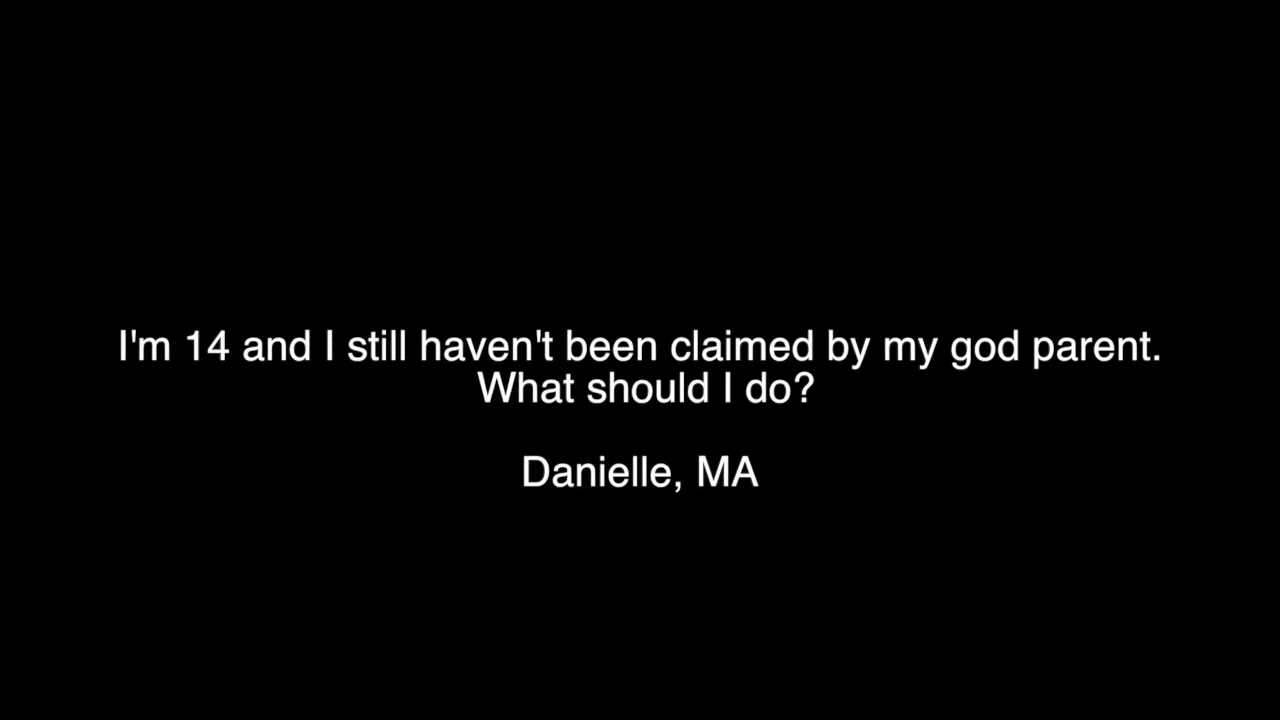 I'm 14 and I still haven't been claimed by my god parent.
What should I do?
Danielle, MA